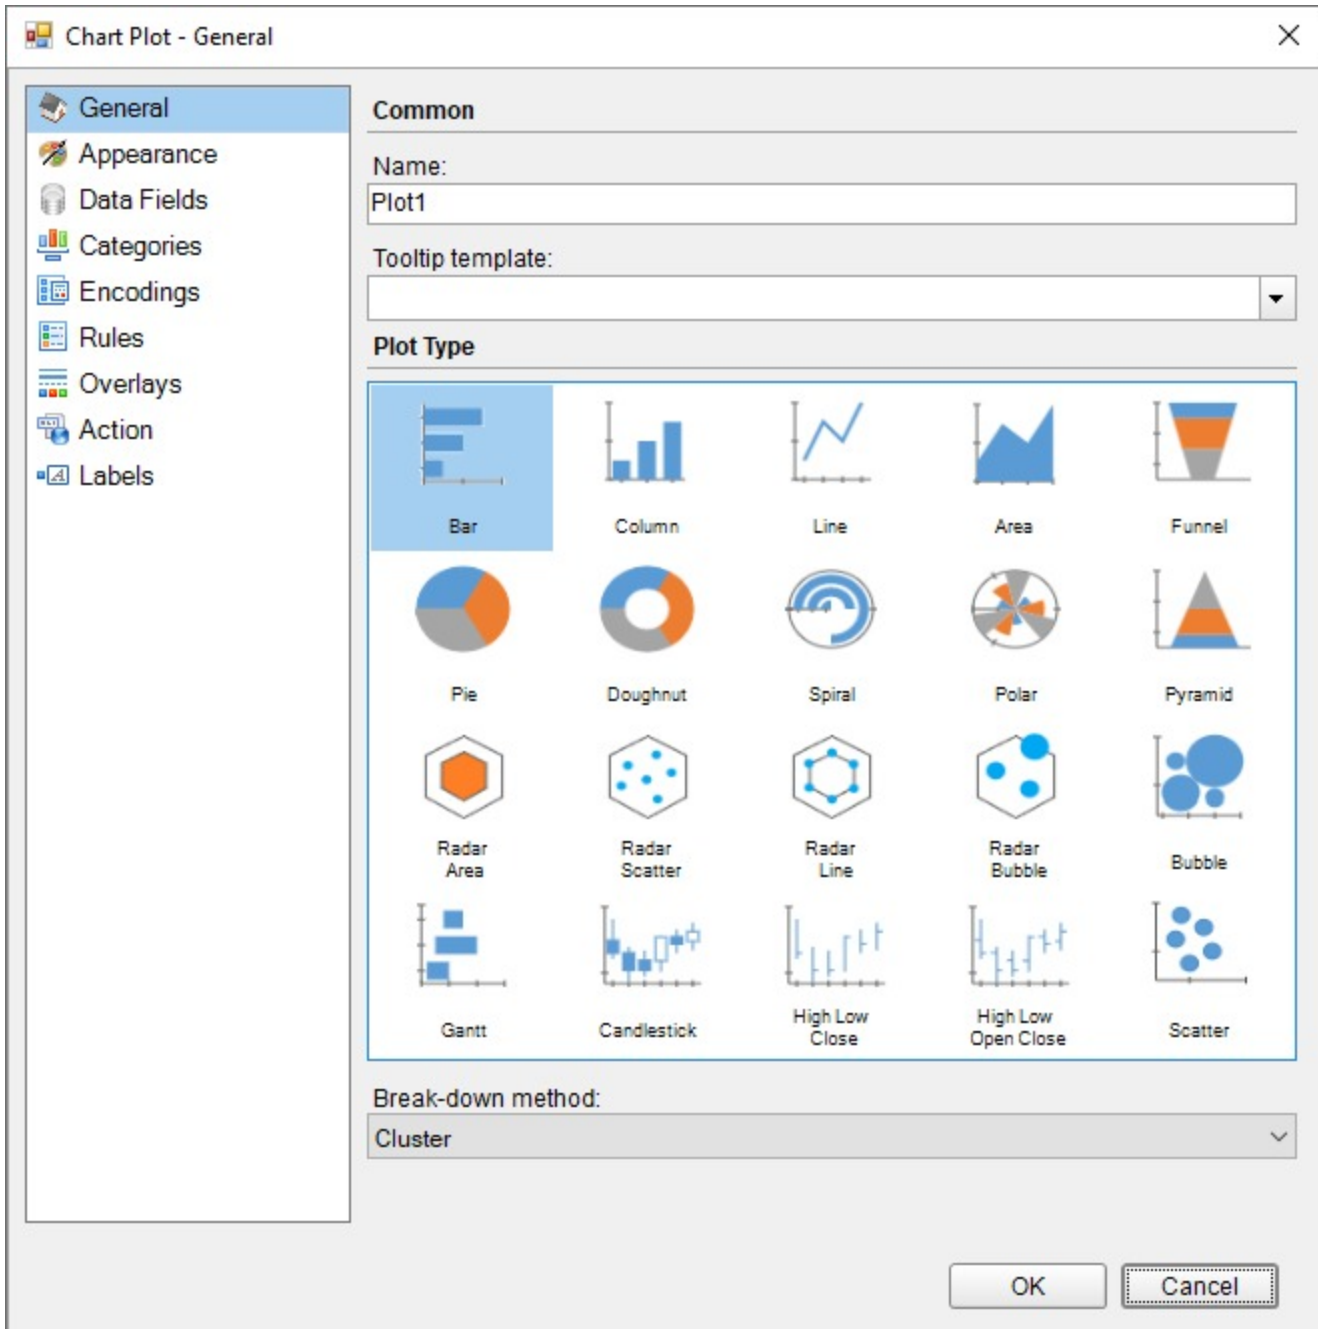 Chart Plot - General
General
Appearance
Data Fields
Categories
Encodings
Rules
Overlays
Action
Labels
Common
Name:
Plot1
Tooltip template:
Plot Type
Bar
Column
Line
Area
Funnel
Pie
Doughnut
Spiral
Polar
Pyramid
Radar
Area
Radar
Scatter
Radar
Line
Radar
Bubble
Bubble
Gantt
Candlestick
High Low
Close
High Low
Open Close
Scatter
Break-down method:
Cluster
OK
Cancel